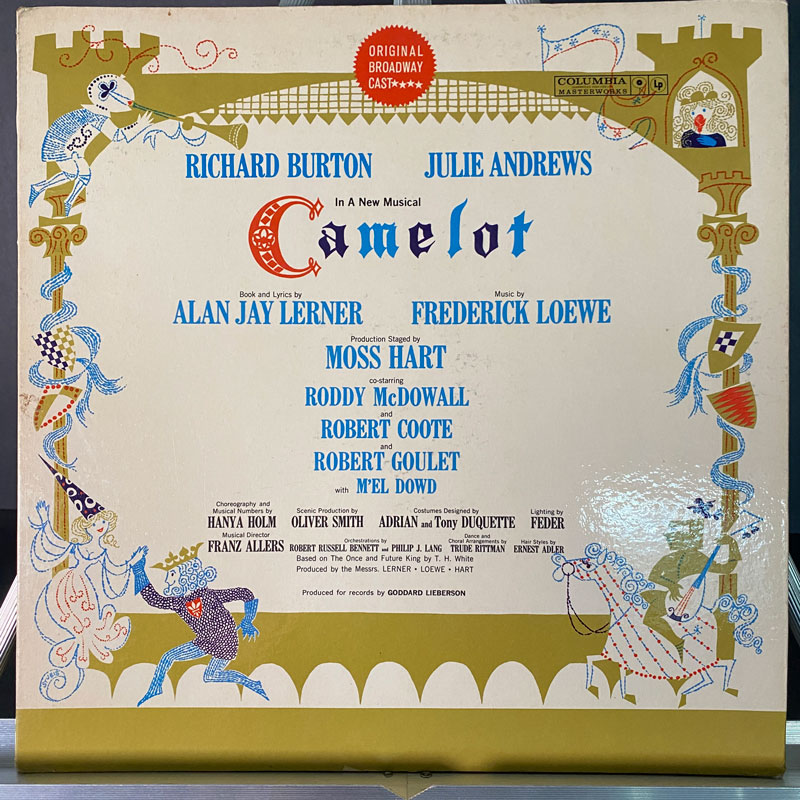 ORIGINAL
BROADWAY
CAST★★★★
COLUMBIA
MASTERWORKS
LP
RICHARD BURTON JULIE ANDREWS
In A New Musical
Camelot
Book and Lyrics by Music by
ALAN JAY LERNER FREDERICK LOEWE
Production Staged by
MOSS HART
co-starring
RODDY McDOWALL
and
ROBERT COOTE
and
ROBERT GOULET
with M'EL DOWD
Choreography and
Musical Numbers by Scenic Production by Costumes Designed by Lighting by
HANYA HOLM OLIVER SMITH ADRIAN and Tony DUQUETTE FEDER
Musical Director Orchestrations by Dance and Choral Arrangements by Hair Styles by
FRANZ ALLERS ROBERT RUSSELL BENNETT and PHILIP J. LANG TRUDE RITTMAN ERNEST ADLER
Based on The Once and Future King by T. H. White
Produced by the Messrs. LERNER • LOEWE • HART
Produced for records by GODDARD LIEBERSON